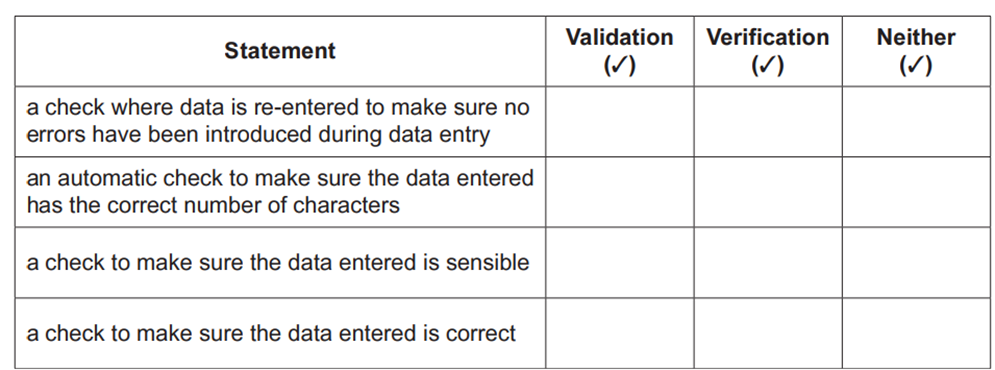 Statement
Validation
(✓)
Verification
(✓)
Neither
(✓)
a check where data is re-entered to make sure no
errors have been introduced during data entry
an automatic check to make sure the data entered
has the correct number of characters
a check to make sure the data entered is sensible
a check to make sure the data entered is correct